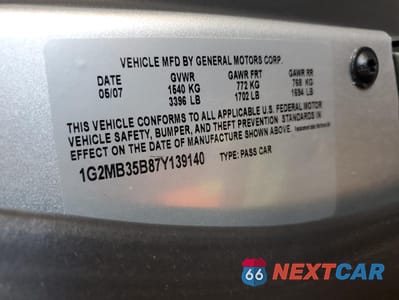 VEHICLE MFD BY GENERAL MOTORS CORP.
DATE GVWR GAWR FRT GAWR RR
05/07 1540 KG 772 KG 768 KG
3396 LB 1702 LB 1694 LB
THIS VEHICLE CONFORMS TO ALL APPLICABLE U.S. FEDERAL MOTOR
VEHICLE SAFETY, BUMPER, AND THEFT PREVENTION STANDARDS IN
EFFECT ON THE DATE OF MANUFACTURE SHOWN ABOVE.
1G2MB35B87Y139140 TYPE: PASS CAR
66 NEXTCAR